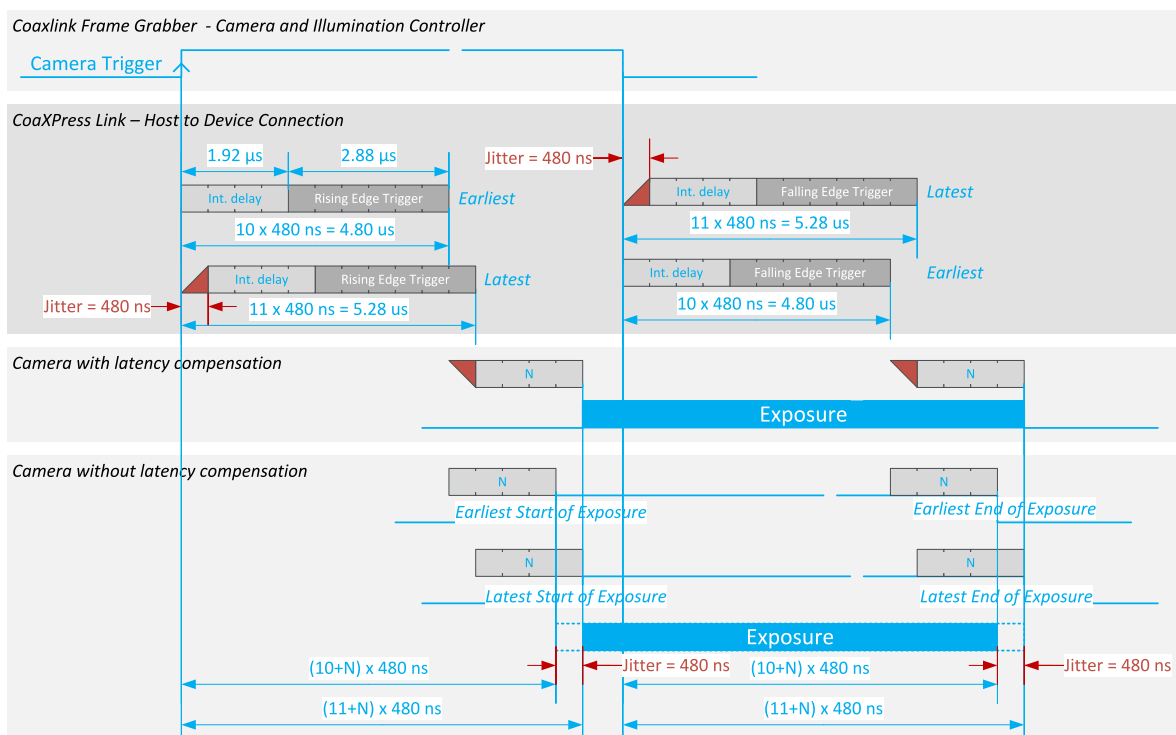 Coaxlink Frame Grabber - Camera and Illumination Controller
Camera Trigger
CoaXPress Link – Host to Device Connection
1.92 µs
2.88 µs
Int. delay
Rising Edge Trigger
Earliest
10 x 480 ns = 4.80 us
Int. delay
Rising Edge Trigger
Latest
Jitter = 480 ns
11 x 480 ns = 5.28 us
Jitter = 480 ns
Int. delay
Falling Edge Trigger
Latest
11 x 480 ns = 5.28 us
Int. delay
Falling Edge Trigger
Earliest
10 x 480 ns = 4.80 us
Camera with latency compensation
N
N
Exposure
Camera without latency compensation
N
N
Earliest Start of Exposure
Earliest End of Exposure
N
N
Latest Start of Exposure
Latest End of Exposure
Exposure
(10+N) x 480 ns
Jitter = 480 ns
(10+N) x 480 ns
Jitter = 480 ns
(11+N) x 480 ns
(11+N) x 480 ns